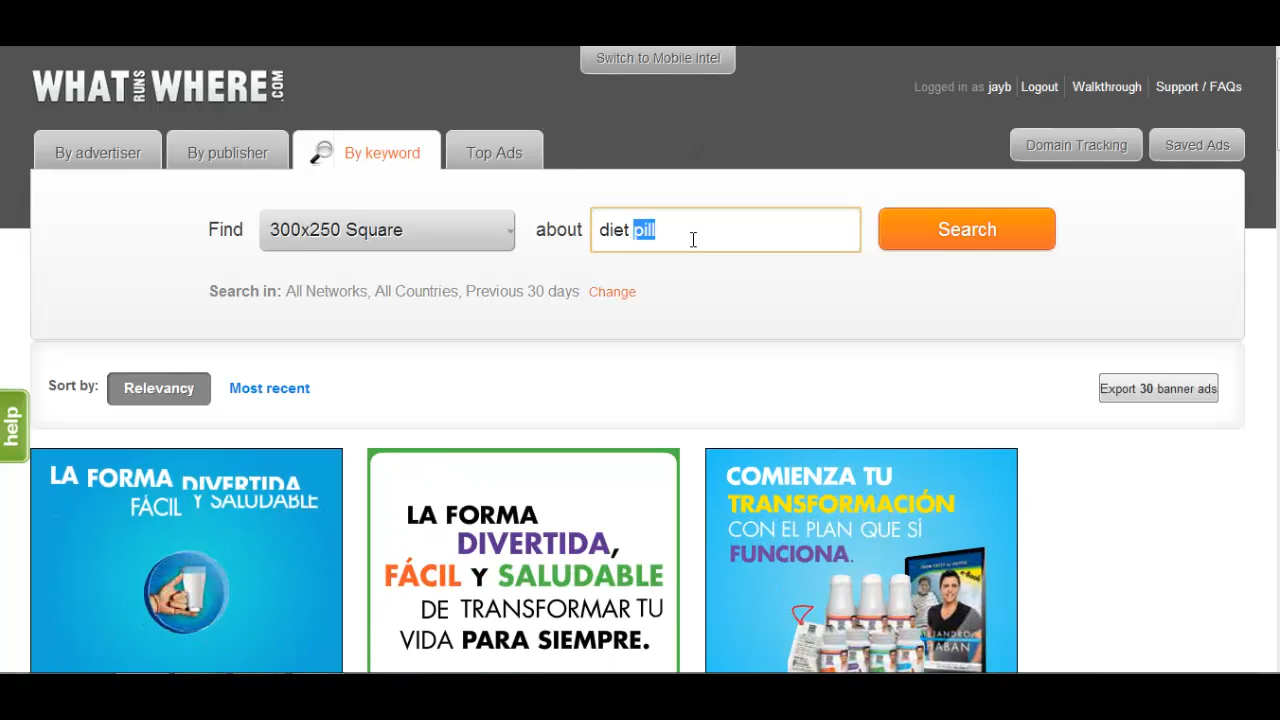 Switch to Mobile Intel
WHAT RUNS WHERE .COM
Logged in as jayb Logout Walkthrough Support / FAQs
By advertiser By publisher By keyword Top Ads Domain Tracking Saved Ads
Find 300x250 Square about diet pill Search
Search in: All Networks, All Countries, Previous 30 days Change
Sort by: Relevancy Most recent Export 30 banner ads
help
LA FORMA DIVERTIDA
FÁCIL Y SALUDABLE
LA FORMA
DIVERTIDA,
FÁCIL Y SALUDABLE
DE TRANSFORMAR TU
VIDA PARA SIEMPRE.
COMIENZA TU
TRANSFORMACIÓN
CON EL PLAN QUE SÍ
FUNCIONA.